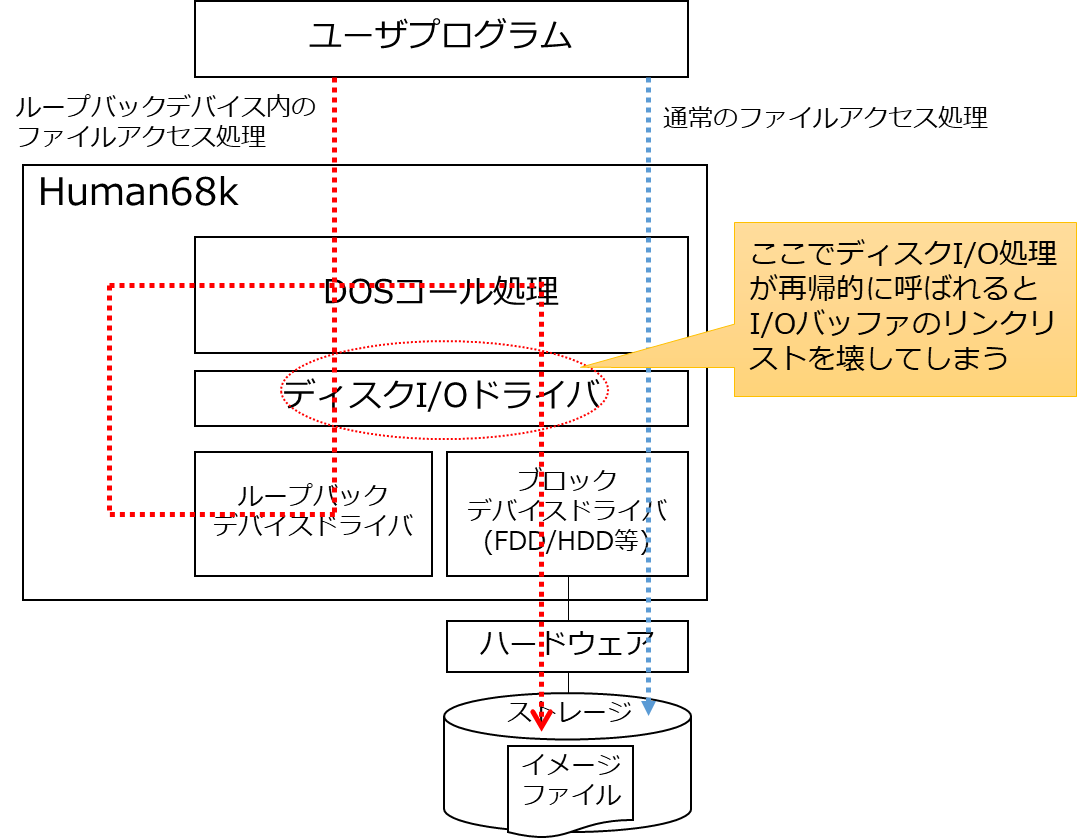 ユーザプログラム
ループバックデバイス内の
ファイルアクセス処理
通常のファイルアクセス処理
Human68k
DOSコール処理
ここでディスクI/O処理
が再帰的に呼ばれると
I/Oバッファのリンクリ
ストを壊してしまう
ディスクI/Oドライバ
ループバック
デバイスドライバ
ブロック
デバイスドライバ
(FDD/HDD等)
ハードウェア
ストレージ
イメージ
ファイル